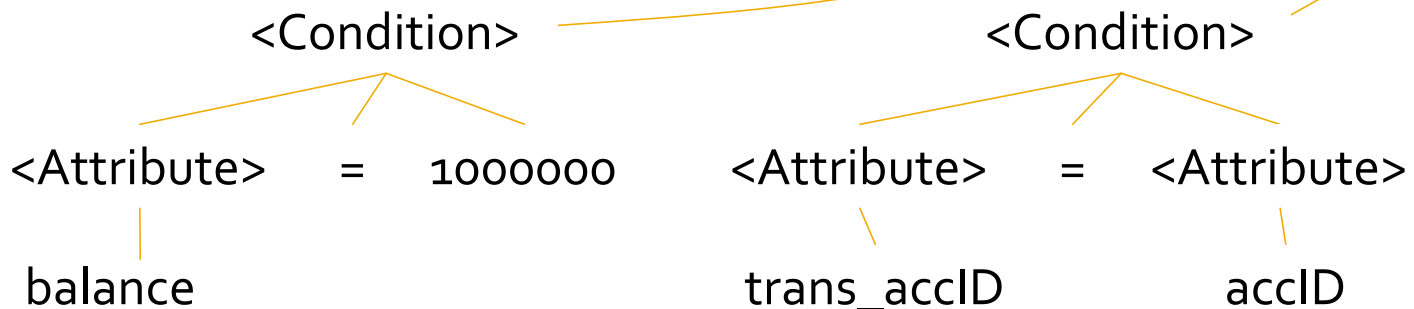 <Condition> <Condition>
<Attribute> = 1000000 <Attribute> = <Attribute>
balance trans_accID accID